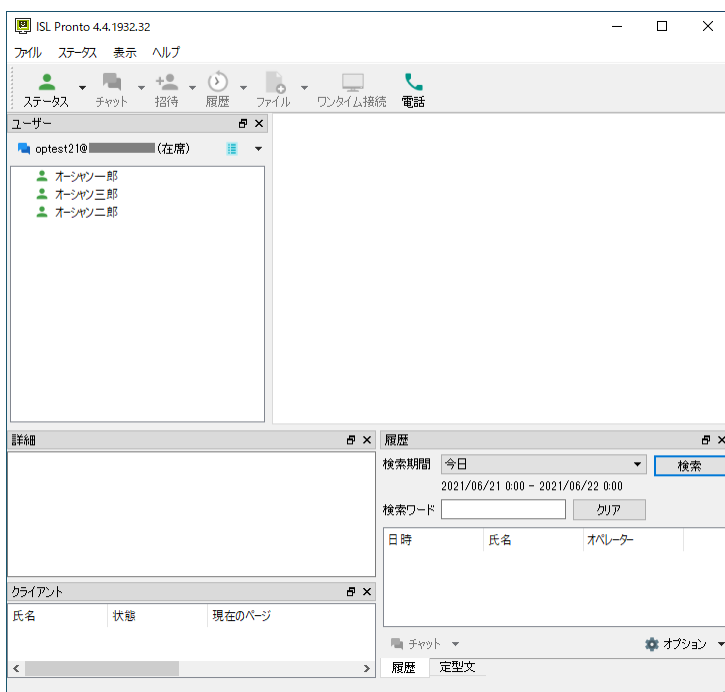 ISL Pronto 4.4.1932.32
ファイル ステータス 表示 ヘルプ
ステータス チャット 招待 履歴 ファイル ワンタイム接続 電話
ユーザー
optest21@ (在席)
オーシャン一郎
オーシャン三郎
オーシャン二郎
詳細
履歴
検索期間 今日 検索
2021/06/21 0:00 - 2021/06/22 0:00
検索ワード クリア
日時 氏名 オペレーター
クライアント
氏名 状態 現在のページ
チャット オプション
履歴 定型文